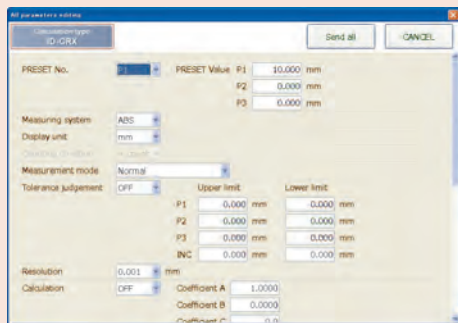 All parameters editing
Calculation type
ID-CRX
Send all
CANCEL
PRESET No. P1 PRESET Value P1 10.000 mm
P2 0.000 mm
P3 0.000 mm
Measuring system ABS
Display unit mm
Measurement mode Normal
Tolerance judgement OFF Upper limit Lower limit
P1 0.000 mm 0.000 mm
P2 0.000 mm 0.000 mm
P3 0.000 mm 0.000 mm
INC 0.000 mm 0.000 mm
Resolution 0.001 mm
Calculation OFF Coefficient A 1.0000
Coefficient B 0.0000
Coefficient C 0.0